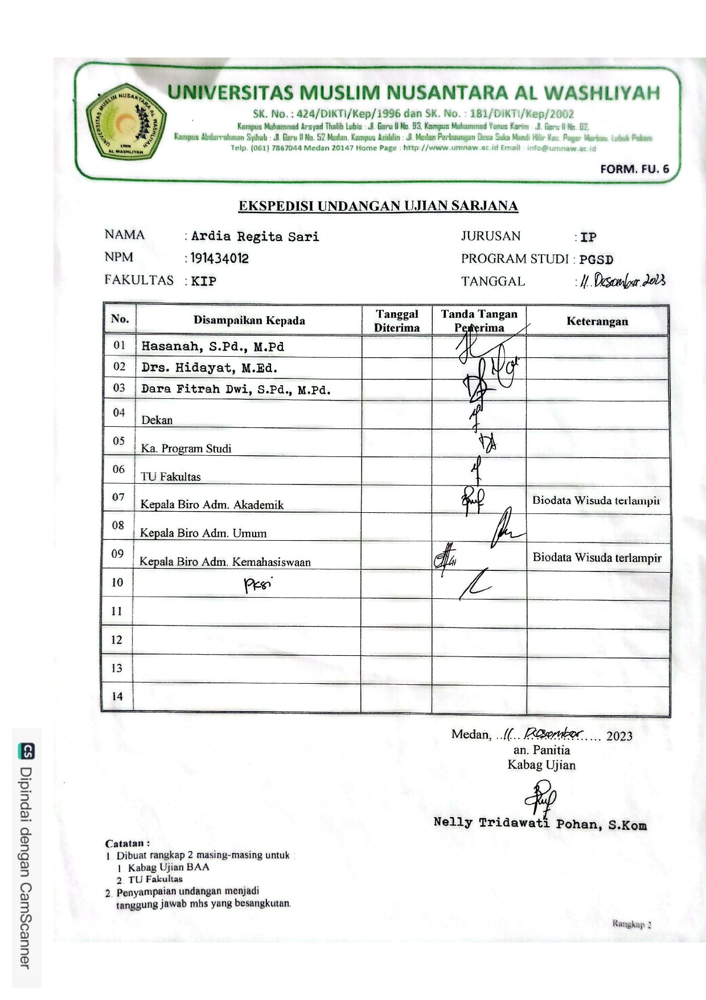 UNIVERSITAS MUSLIM NUSANTARA AL WASHLIYAH
SK. No. : 424/DIKTI/Kep/1996 dan SK. No. : 181/DIKTI/Kep/2002
Kampus Muhammad Arsyad Thalib Lubis : Jl. Garu II No. 93, Kampus Muhammad Yunus Karim : Jl. Garu II No. 02,
Kampus Abdurrahman Syihab : Jl. Garu II No. 52 Medan, Kampus Aziddin : Jl. Medan Perbaungan Desa Suka Mandi Hilir Kec. Pagar Merbau, Lubuk Pakam
Telp. (061) 7867044 Medan 20147 Home Page : http://www.umnaw.ac.id Email : info@umnaw.ac.id
UNIVERSITAS MUSLIM NUSANTARA AL WASHLIYAH
UMN
AL WASHLIYAH
FORM. FU. 6
EKSPEDISI UNDANGAN UJIAN SARJANA
NAMA : Ardia Regita Sari JURUSAN : IP
NPM : 191434012 PROGRAM STUDI : PGSD
FAKULTAS : KIP TANGGAL : 11 Desember 2023
No. Disampaikan Kepada Tanggal Diterima Tanda Tangan Penerima Keterangan
01 Hasanah, S.Pd., M.Pd
02 Drs. Hidayat, M.Ed.
03 Dara Fitrah Dwi, S.Pd., M.Pd.
04 Dekan
05 Ka. Program Studi
06 TU Fakultas
07 Kepala Biro Adm. Akademik Biodata Wisuda terlampir
08 Kepala Biro Adm. Umum
09 Kepala Biro Adm. Kemahasiswaan Biodata Wisuda terlampir
10 PKSI
11
12
13
14
Medan, ..11.. Desember ..... 2023
an. Panitia
Kabag Ujian
Nelly Tridawati Pohan, S.Kom
Catatan :
1 Dibuat rangkap 2 masing-masing untuk :
1 Kabag Ujian BAA
2. TU Fakultas
2. Penyampaian undangan menjadi
tanggung jawab mhs yang besangkutan.
Rangkap 2
CS Dipindai dengan CamScanner